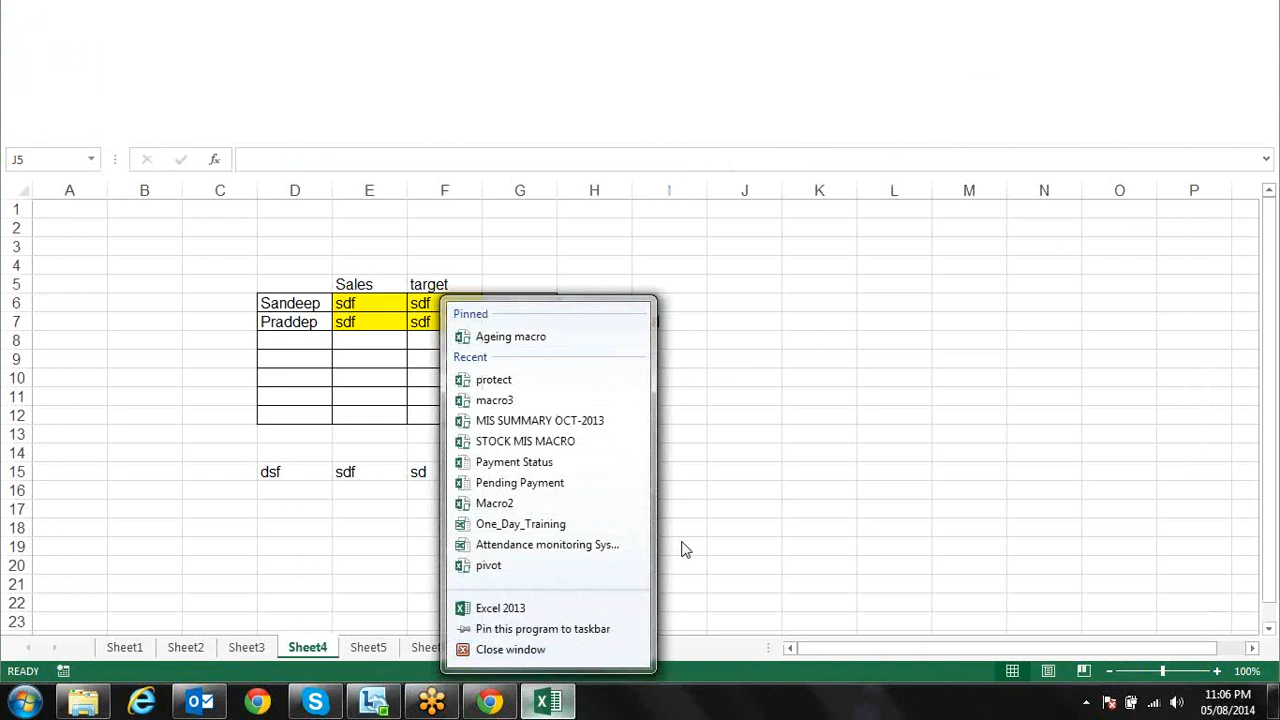 J5
fx
A B C D E F G H I J K L M N O P
1
2
3
4
5 Sales target
6 Sandeep sdf sdf
7 Praddep sdf sdf
8
9
10
11
12
13
14
15 dsf sdf sd
16
17
18
19
20
21
22
23
Pinned
Ageing macro
Recent
protect
macro3
MIS SUMMARY OCT-2013
STOCK MIS MACRO
Payment Status
Pending Payment
Macro2
One_Day_Training
Attendance monitoring Sys...
pivot
Excel 2013
Pin this program to taskbar
Close window
Sheet1 Sheet2 Sheet3 Sheet4 Sheet5
READY
100%
11:06 PM
05/08/2014